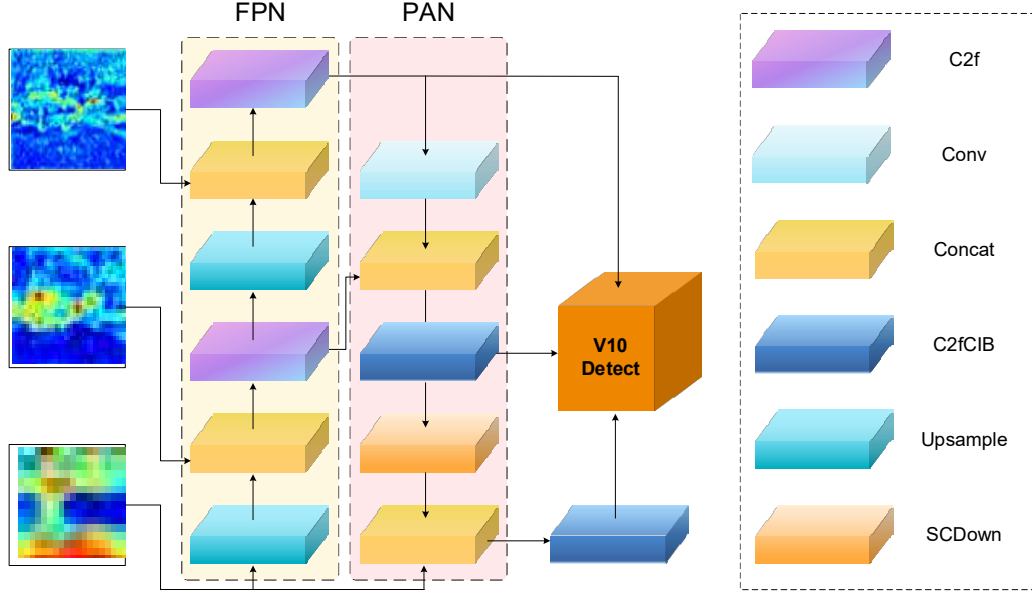 FPN
PAN
V10
Detect
C2f
Conv
Concat
C2fCIB
Upsample
SCDown